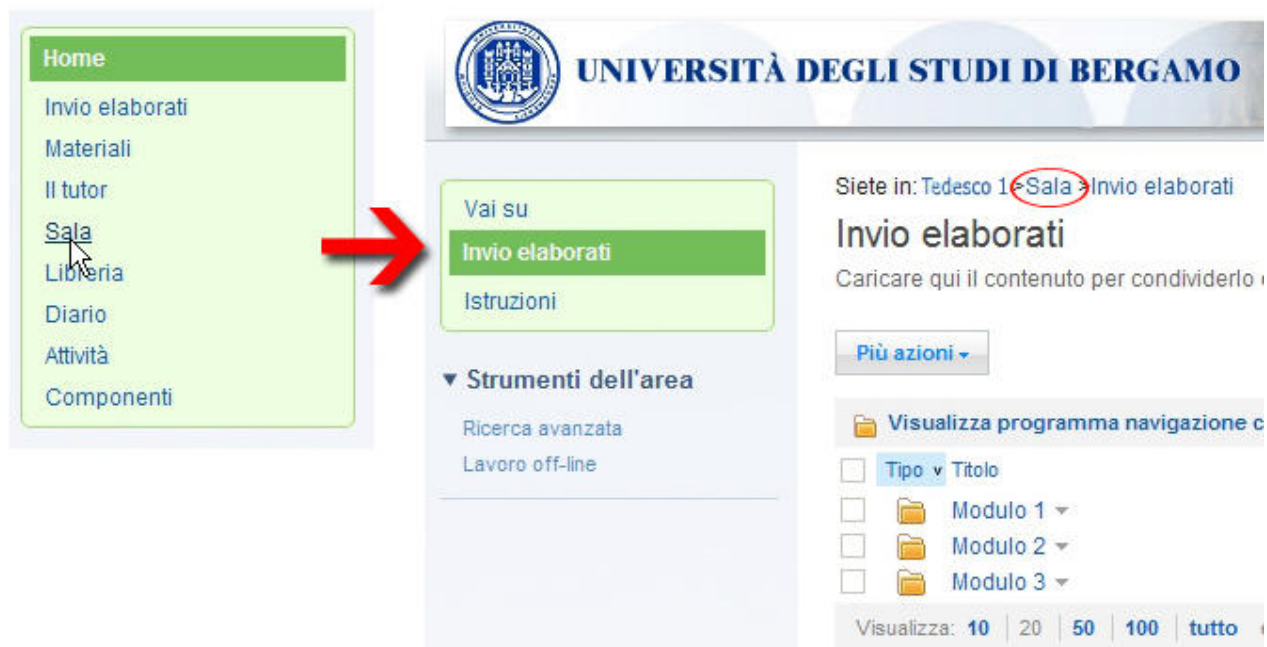 Home
Invio elaborati
Materiali
Il tutor
Sala
Libreria
Diario
Attività
Componenti
UNIVERSITÀ DEGLI STUDI DI BERGAMO
Vai su
Invio elaborati
Istruzioni
Strumenti dell'area
Ricerca avanzata
Lavoro off-line
Siete in: Tedesco 1 >Sala >Invio elaborati
Invio elaborati
Caricare qui il contenuto per condividerlo
Più azioni
Visualizza programma navigazione c
Tipo v Titolo
Modulo 1
Modulo 2
Modulo 3
Visualizza: 10 | 20 | 50 | 100 | tutto